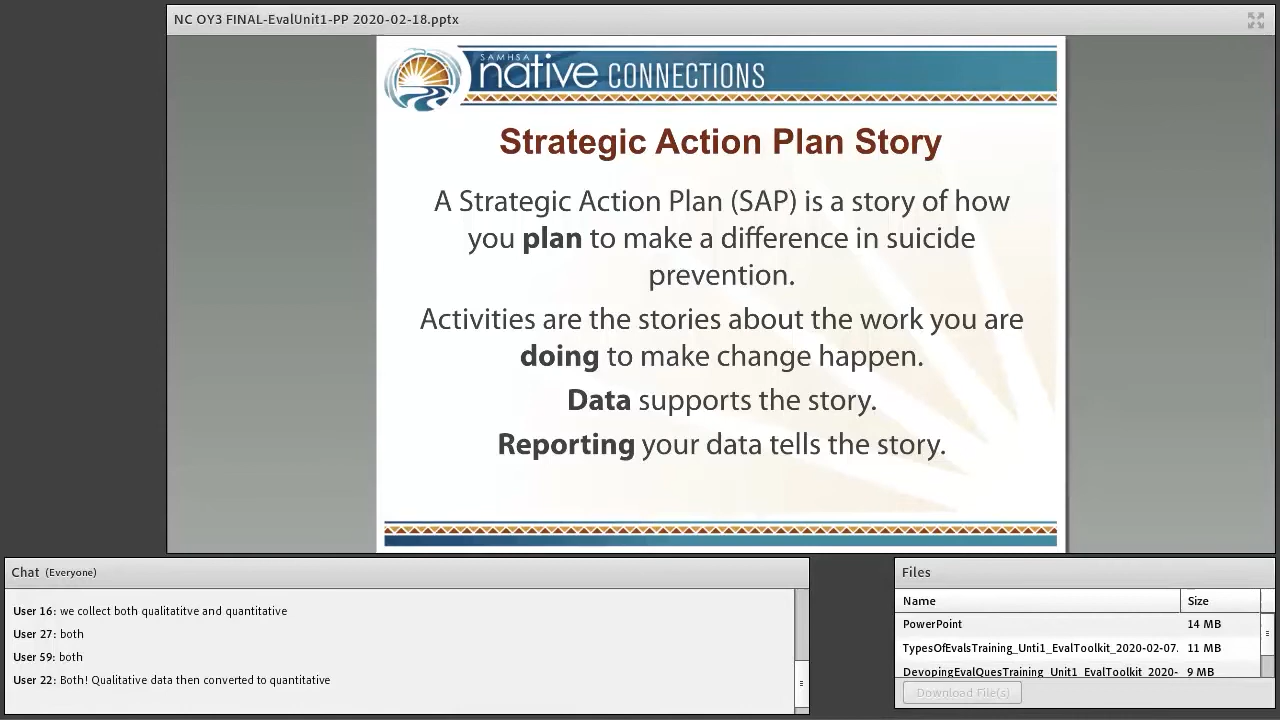 NC OY3 FINAL-EvalUnit1-PP 2020-02-18.pptx
SAMHSA
native CONNECTIONS
Strategic Action Plan Story
A Strategic Action Plan (SAP) is a story of how
you plan to make a difference in suicide
prevention.
Activities are the stories about the work you are
doing to make change happen.
Data supports the story.
Reporting your data tells the story.
Chat (Everyone)
User 16: we collect both qualitatitve and quantitative
User 27: both
User 59: both
User 22: Both! Qualitative data then converted to quantitative
Files
Name Size
PowerPoint 14 MB
TypesOfEvalsTraining_Unti1_EvalToolkit_2020-02-07. 11 MB
DevopingEvalQuesTraining_Unit1_EvalToolkit_2020- 9 MB
Download File(s)